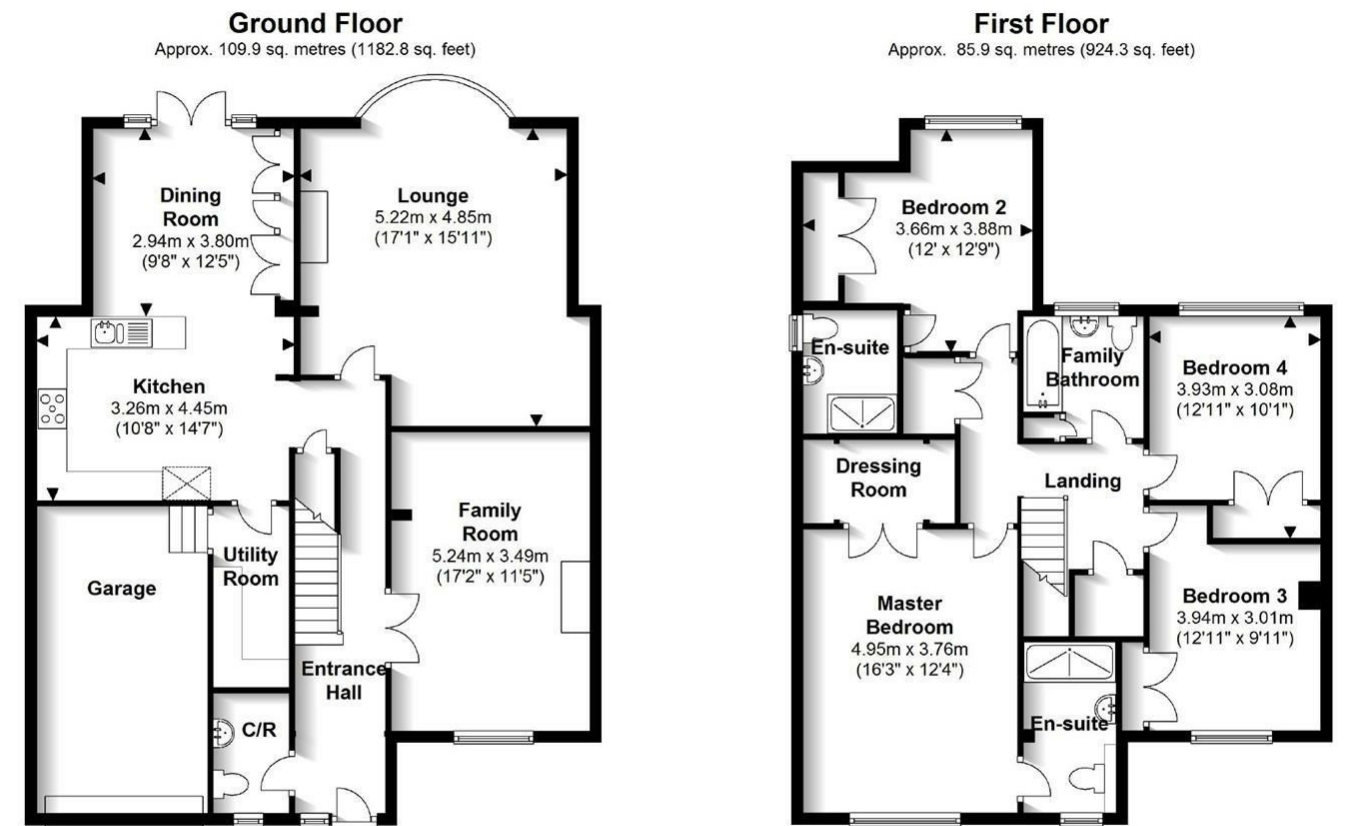 Ground Floor
Approx. 109.9 sq. metres (1182.8 sq. feet)
Dining
Room
2.94m x 3.80m
(9'8" x 12'5")
Lounge
5.22m x 4.85m
(17'1" x 15'11")
Kitchen
3.26m x 4.45m
(10'8" x 14'7")
Family
Room
5.24m x 3.49m
(17'2" x 11'5")
Utility
Room
Garage
Entrance
Hall
C/R
First Floor
Approx. 85.9 sq. metres (924.3 sq. feet)
Bedroom 2
3.66m x 3.88m
(12' x 12'9")
En-suite
Family
Bathroom
Bedroom 4
3.93m x 3.08m
(12'11" x 10'1")
Dressing
Room
Landing
Master
Bedroom
4.95m x 3.76m
(16'3" x 12'4")
Bedroom 3
3.94m x 3.01m
(12'11" x 9'11")
En-suite